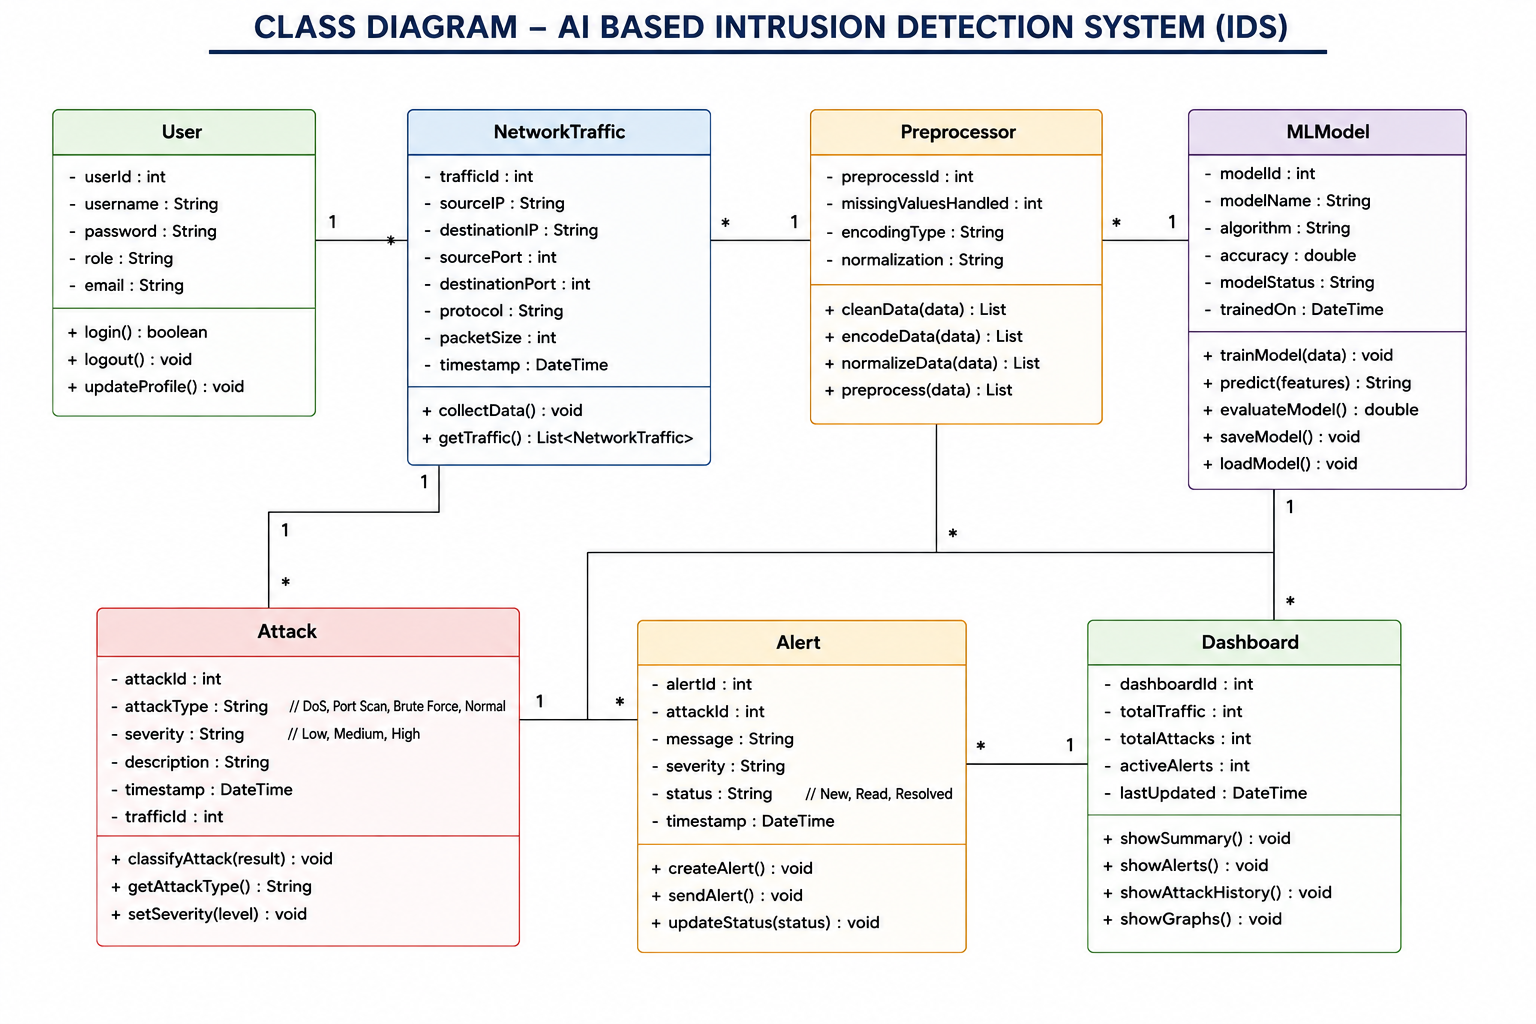 CLASS DIAGRAM – AI BASED INTRUSION DETECTION SYSTEM (IDS)
User
- userId : int
- username : String
- password : String
- role : String
- email : String
+ login() : boolean
+ logout() : void
+ updateProfile() : void
1
*
NetworkTraffic
- trafficId : int
- sourceIP : String
- destinationIP : String
- sourcePort : int
- destinationPort : int
- protocol : String
- packetSize : int
- timestamp : DateTime
+ collectData() : void
+ getTraffic() : List<NetworkTraffic>
*
1
Preprocessor
- preprocessId : int
- missingValuesHandled : int
- encodingType : String
- normalization : String
+ cleanData(data) : List
+ encodeData(data) : List
+ normalizeData(data) : List
+ preprocess(data) : List
*
1
MLModel
- modelId : int
- modelName : String
- algorithm : String
- accuracy : double
- modelStatus : String
- trainedOn : DateTime
+ trainModel(data) : void
+ predict(features) : String
+ evaluateModel() : double
+ saveModel() : void
+ loadModel() : void
1
1
*
*
1
*
Attack
- attackId : int
- attackType : String // DoS, Port Scan, Brute Force, Normal
- severity : String // Low, Medium, High
- description : String
- timestamp : DateTime
- trafficId : int
+ classifyAttack(result) : void
+ getAttackType() : String
+ setSeverity(level) : void
1
*
Alert
- alertId : int
- attackId : int
- message : String
- severity : String
- status : String // New, Read, Resolved
- timestamp : DateTime
+ createAlert() : void
+ sendAlert() : void
+ updateStatus(status) : void
*
1
Dashboard
- dashboardId : int
- totalTraffic : int
- totalAttacks : int
- activeAlerts : int
- lastUpdated : DateTime
+ showSummary() : void
+ showAlerts() : void
+ showAttackHistory() : void
+ showGraphs() : void